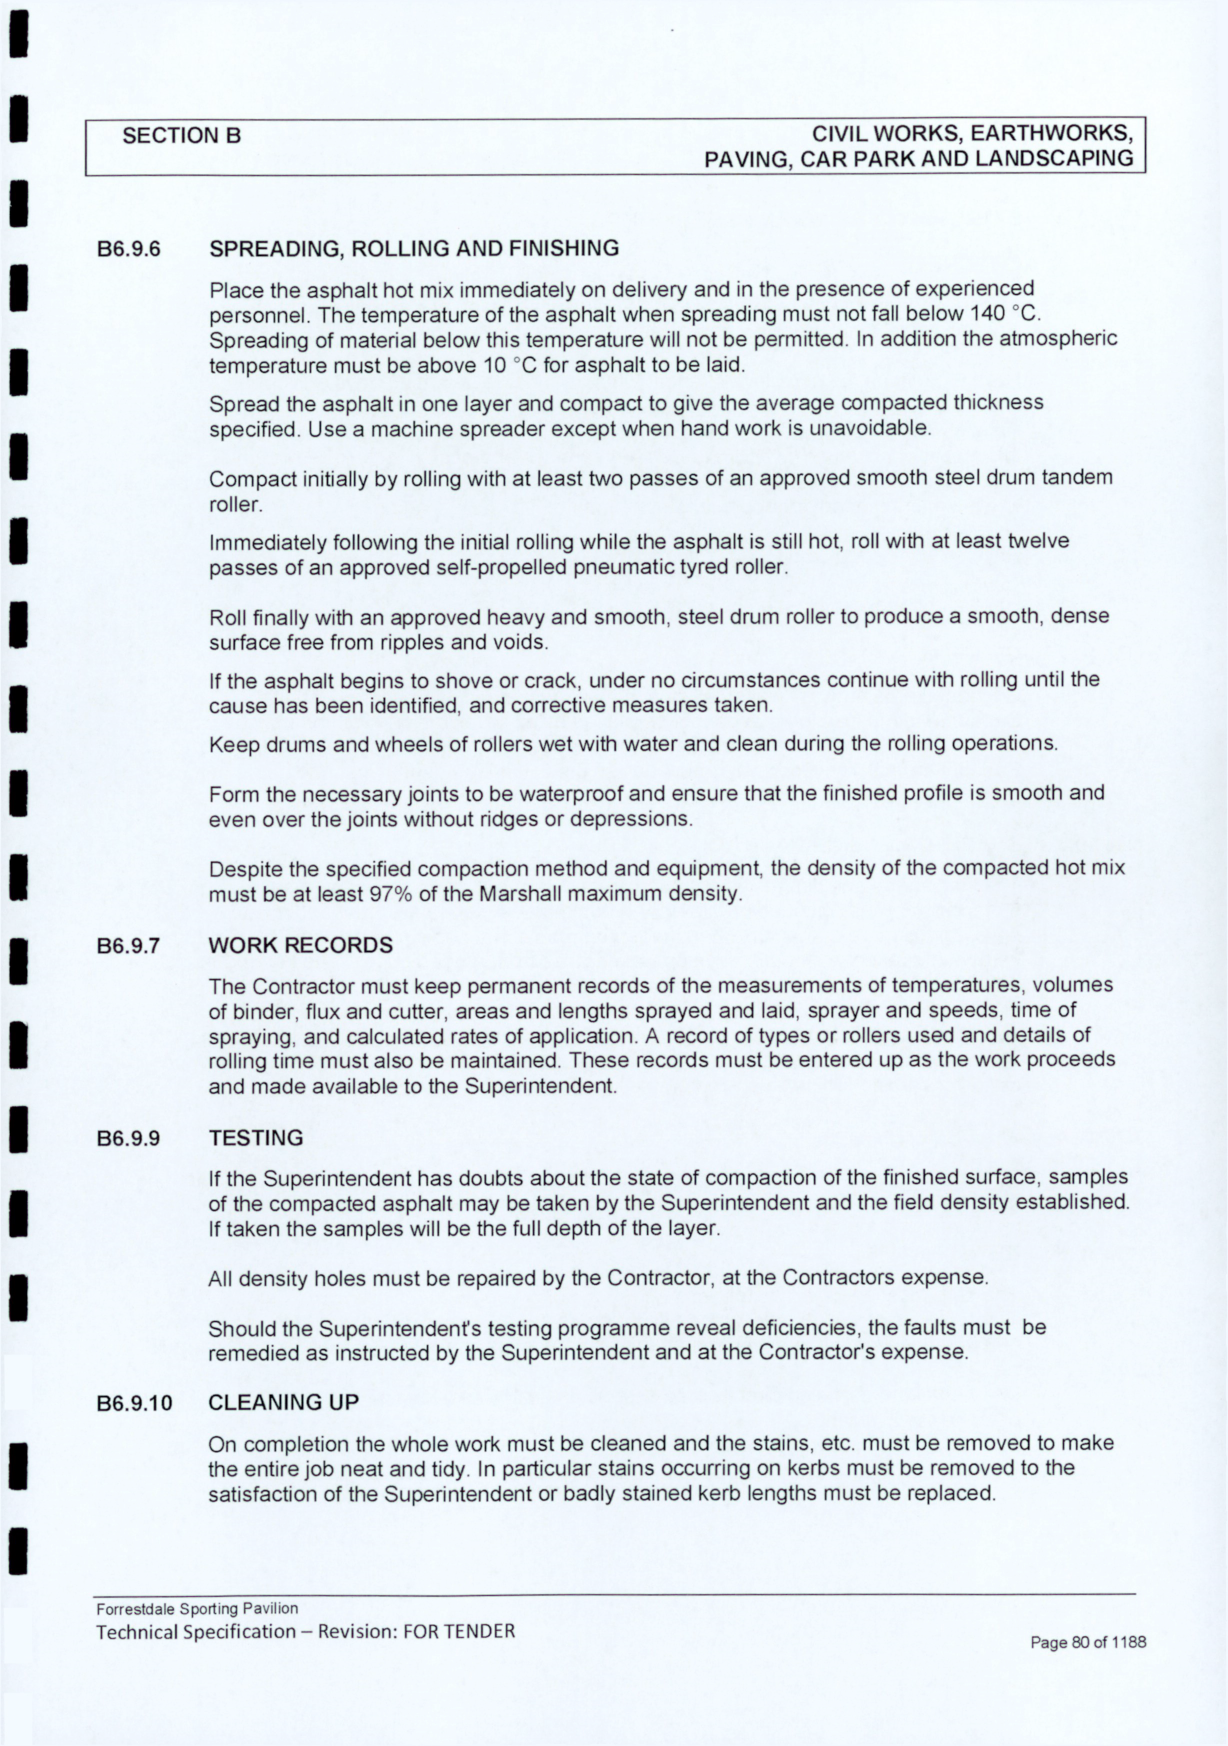 SECTION B
CIVIL WORKS, EARTHWORKS,
PAVING, CAR PARK AND LANDSCAPING
B6.9.6 SPREADING, ROLLING AND FINISHING
Place the asphalt hot mix immediately on delivery and in the presence of experienced
personnel. The temperature of the asphalt when spreading must not fall below 140 °C.
Spreading of material below this temperature will not be permitted. In addition the atmospheric
temperature must be above 10 °C for asphalt to be laid.
Spread the asphalt in one layer and compact to give the average compacted thickness
specified. Use a machine spreader except when hand work is unavoidable.
Compact initially by rolling with at least two passes of an approved smooth steel drum tandem
roller.
Immediately following the initial rolling while the asphalt is still hot, roll with at least twelve
passes of an approved self-propelled pneumatic tyred roller.
Roll finally with an approved heavy and smooth, steel drum roller to produce a smooth, dense
surface free from ripples and voids.
If the asphalt begins to shove or crack, under no circumstances continue with rolling until the
cause has been identified, and corrective measures taken.
Keep drums and wheels of rollers wet with water and clean during the rolling operations.
Form the necessary joints to be waterproof and ensure that the finished profile is smooth and
even over the joints without ridges or depressions.
Despite the specified compaction method and equipment, the density of the compacted hot mix
must be at least 97% of the Marshall maximum density.
B6.9.7 WORK RECORDS
The Contractor must keep permanent records of the measurements of temperatures, volumes
of binder, flux and cutter, areas and lengths sprayed and laid, sprayer and speeds, time of
spraying, and calculated rates of application. A record of types or rollers used and details of
rolling time must also be maintained. These records must be entered up as the work proceeds
and made available to the Superintendent.
B6.9.9 TESTING
If the Superintendent has doubts about the state of compaction of the finished surface, samples
of the compacted asphalt may be taken by the Superintendent and the field density established.
If taken the samples will be the full depth of the layer.
All density holes must be repaired by the Contractor, at the Contractors expense.
Should the Superintendent's testing programme reveal deficiencies, the faults must be
remedied as instructed by the Superintendent and at the Contractor's expense.
B6.9.10 CLEANING UP
On completion the whole work must be cleaned and the stains, etc. must be removed to make
the entire job neat and tidy. In particular stains occurring on kerbs must be removed to the
satisfaction of the Superintendent or badly stained kerb lengths must be replaced.
Forrestdale Sporting Pavilion
Technical Specification – Revision: FOR TENDER
Page 80 of 1188